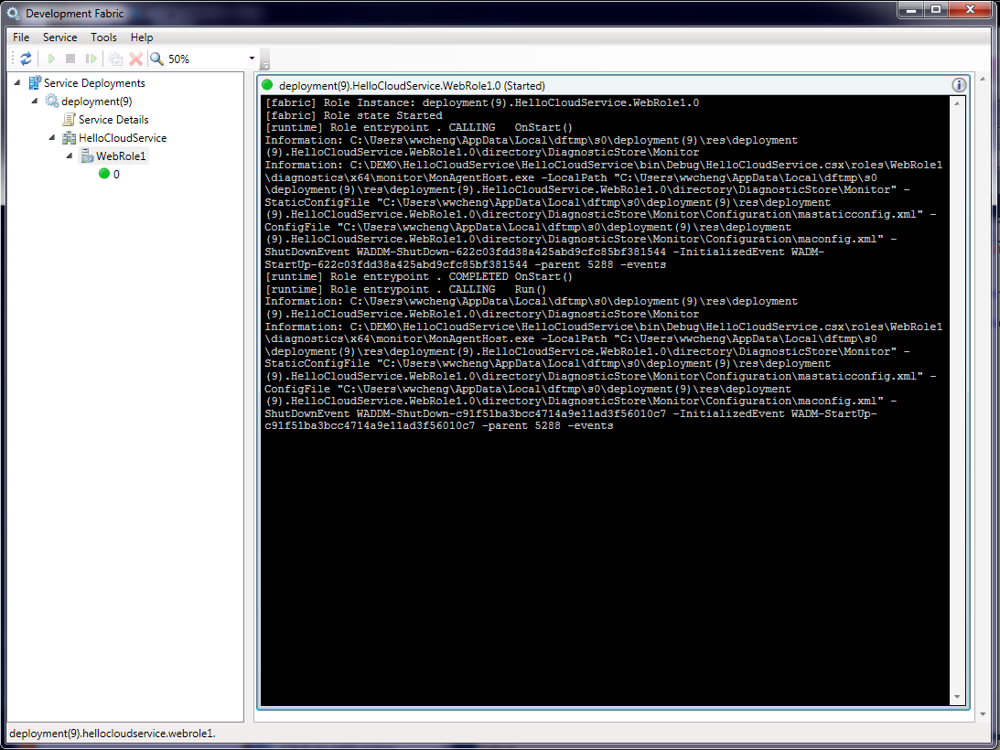 Development Fabric
File Service Tools Help
50%
Service Deployments
deployment(9)
Service Details
HelloCloudService
WebRole1
0
deployment(9).HelloCloudService.WebRole1.0 (Started)
[fabric] Role Instance: deployment(9).HelloCloudService.WebRole1.0
[fabric] Role state Started
[runtime] Role entrypoint . CALLING   OnStart()
Information: C:\Users\wwcheng\AppData\Local\dftmp\s0\deployment(9)\res\deployment
(9).HelloCloudService.WebRole1.0\directory\DiagnosticStore\Monitor
Information: C:\DEMO\HelloCloudService\HelloCloudService\bin\Debug\HelloCloudService.csx\roles\WebRole1
\diagnostics\x64\monitor\MonAgentHost.exe -LocalPath "C:\Users\wwcheng\AppData\Local\dftmp\s0
\deployment(9)\res\deployment(9).HelloCloudService.WebRole1.0\directory\DiagnosticStore\Monitor" -
StaticConfigFile "C:\Users\wwcheng\AppData\Local\dftmp\s0\deployment(9)\res\deployment
(9).HelloCloudService.WebRole1.0\directory\DiagnosticStore\Monitor\Configuration\mastaticconfig.xml" -
ConfigFile "C:\Users\wwcheng\AppData\Local\dftmp\s0\deployment(9)\res\deployment
(9).HelloCloudService.WebRole1.0\directory\DiagnosticStore\Monitor\Configuration\maconfig.xml" -
ShutDownEvent WADDM-ShutDown-622c03fdd38a425abd9cfc85bf381544 -InitializedEvent WADM-
StartUp-622c03fdd38a425abd9cfc85bf381544 -parent 5288 -events
[runtime] Role entrypoint . COMPLETED OnStart()
[runtime] Role entrypoint . CALLING   Run()
Information: C:\Users\wwcheng\AppData\Local\dftmp\s0\deployment(9)\res\deployment
(9).HelloCloudService.WebRole1.0\directory\DiagnosticStore\Monitor
Information: C:\DEMO\HelloCloudService\HelloCloudService\bin\Debug\HelloCloudService.csx\roles\WebRole1
\diagnostics\x64\monitor\MonAgentHost.exe -LocalPath "C:\Users\wwcheng\AppData\Local\dftmp\s0
\deployment(9)\res\deployment(9).HelloCloudService.WebRole1.0\directory\DiagnosticStore\Monitor" -
StaticConfigFile "C:\Users\wwcheng\AppData\Local\dftmp\s0\deployment(9)\res\deployment
(9).HelloCloudService.WebRole1.0\directory\DiagnosticStore\Monitor\Configuration\mastaticconfig.xml" -
ConfigFile "C:\Users\wwcheng\AppData\Local\dftmp\s0\deployment(9)\res\deployment
(9).HelloCloudService.WebRole1.0\directory\DiagnosticStore\Monitor\Configuration\maconfig.xml" -
ShutDownEvent WADDM-ShutDown-c91f51ba3bcc4714a9e11ad3f56010c7 -InitializedEvent WADM-StartUp-
c91f51ba3bcc4714a9e11ad3f56010c7 -parent 5288 -events
deployment(9).hellocloudservice.webrole1.